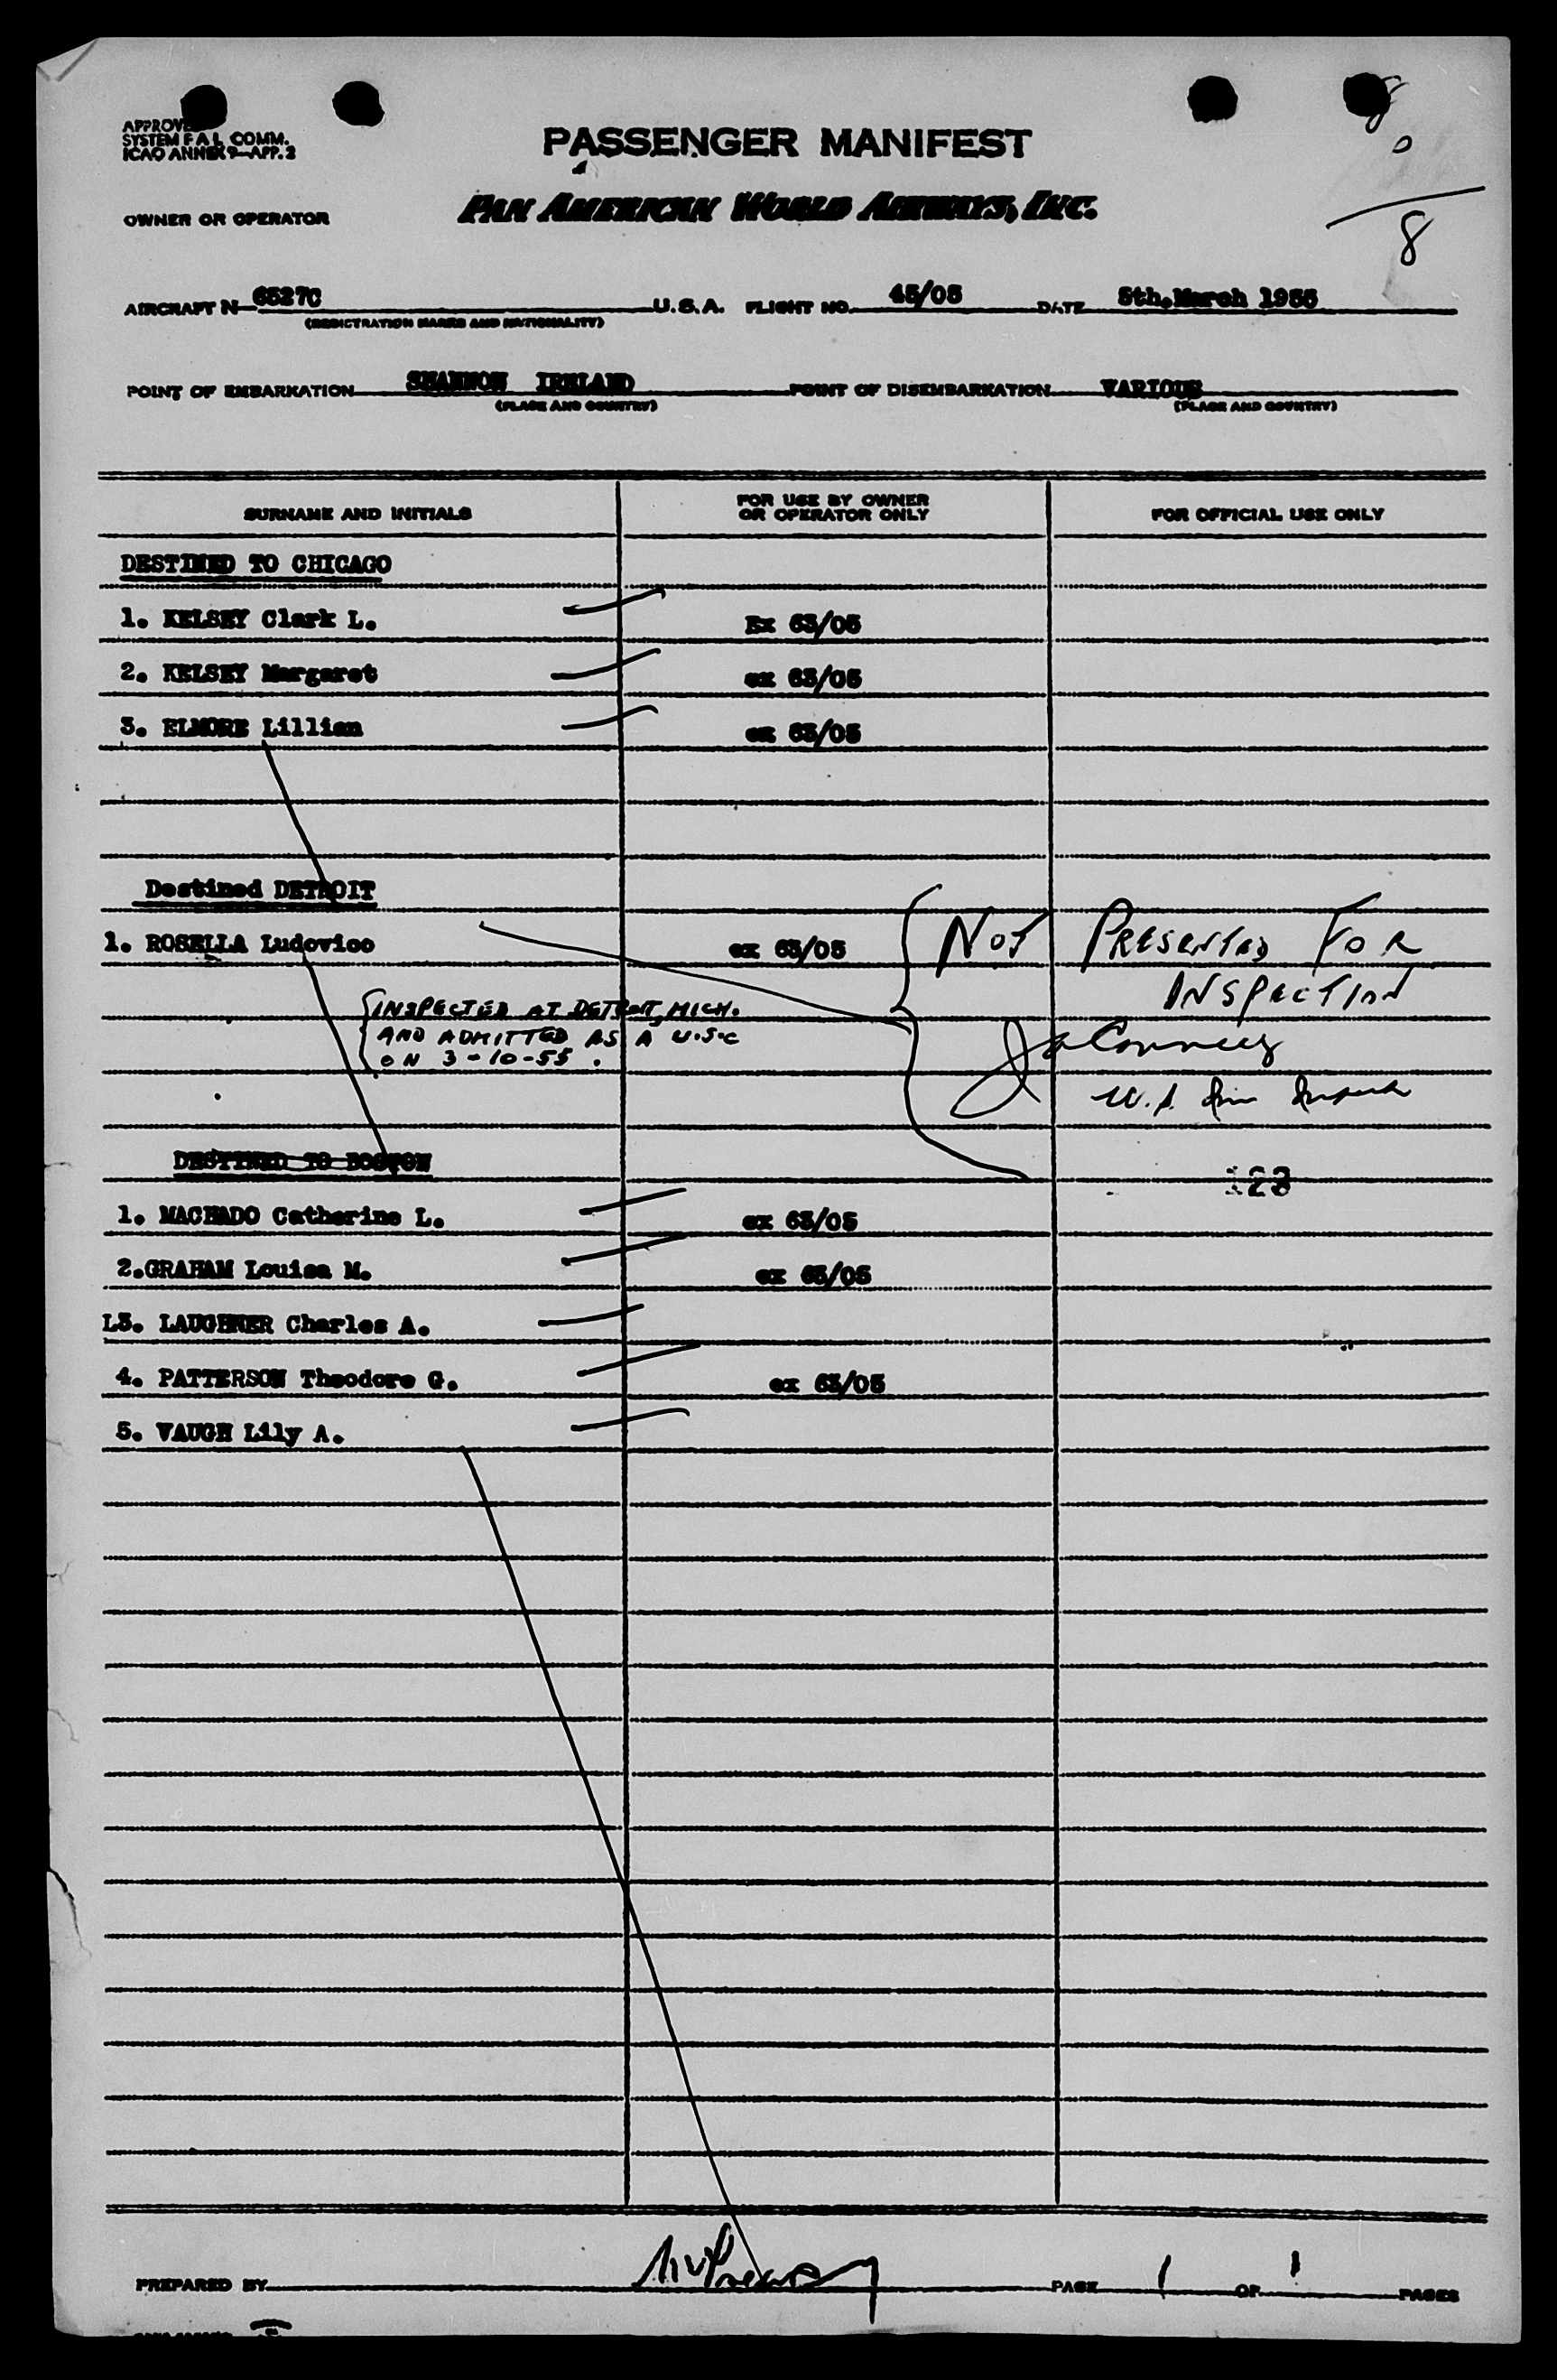 APPROVED
SYSTEM F A L COMM.
ICAO ANNEX 9—APP. 2
PASSENGER MANIFEST
OWNER OR OPERATOR PAN AMERICAN WORLD AIRWAYS, INC.
8
AIRCRAFT N 6527C U.S.A. FLIGHT NO. 45/05 DATE 5th.March 1955
(REGISTRATION MARKS AND NATIONALITY)
POINT OF EMBARKATION SHANNON IRELAND POINT OF DISEMBARKATION VARIOUS
(PLACE AND COUNTRY) (PLACE AND COUNTRY)
SURNAME AND INITIALS FOR USE BY OWNER OR OPERATOR ONLY FOR OFFICIAL USE ONLY
DESTINED TO CHICAGO
1. KELSEY Clark L. Ex 63/05
2. KELSEY Margaret ex 63/05
3. ELMORE Lillian ex 63/05
Destined DETROIT
1. ROSELLA Ludovico ex 63/05 NOT PRESENTED FOR
INSPECTION
INSPECTED AT DETROIT, MICH.
AND ADMITTED AS A U.S.C
ON 3-10-55.
DESTINED TO BOSTON
123
1. MACHADO Catherine L. ex 63/05
2.GRAHAM Louisa M. ex 63/05
L3. LAUGHNER Charles A.
4. PATTERSON Theodore G. ex 63/05
5. VAUGH Lily A.
PREPARED BY PAGE 1 OF 1 PAGES